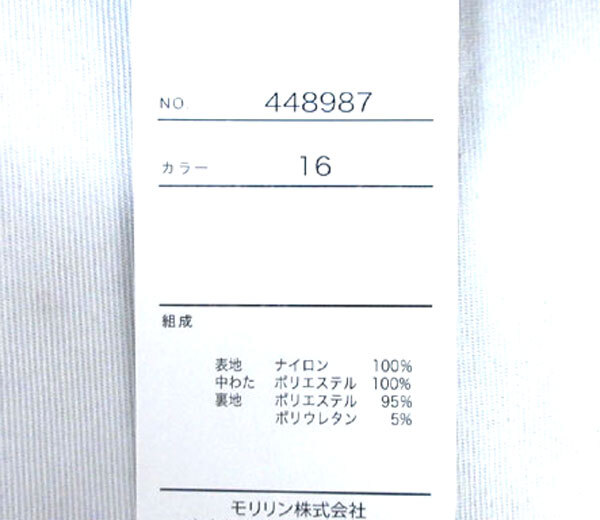 NO. 448987
カラー 16
組成
表地 ナイロン 100%
中わた ポリエステル 100%
裏地 ポリエステル 95%
ポリウレタン 5%
モリリン株式会社